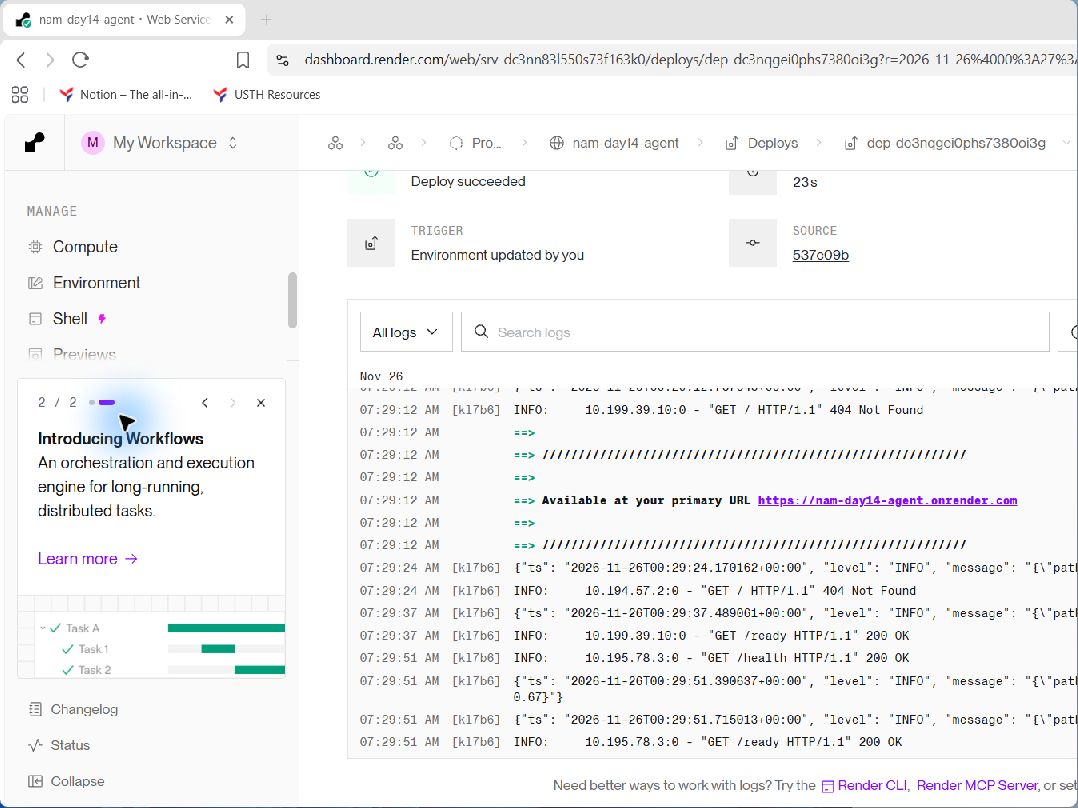 nam-day14-agent • Web Service
dashboard.render.com/web/srv-dc3nn83l550s73f163k0/deploys/dep-dc3nqgei0phs7380oi3g?r=2026-11-26%4000%3A27%3A
Notion – The all-in-...
USTH Resources
M My Workspace
Pro... nam-day14-agent Deploys dep-dc3nqgei0phs7380oi3g
MANAGE
Compute
Environment
Shell
Previews
2 / 2
Introducing Workflows
An orchestration and execution
engine for long-running,
distributed tasks.
Learn more →
Task A
Task 1
Task 2
Changelog
Status
Collapse
Deploy succeeded
23s
TRIGGER
Environment updated by you
SOURCE
537c09b
All logs
Search logs
Nov 26
07:29:12 AM [kl7b6] INFO: 10.199.39.10:0 - "GET / HTTP/1.1" 404 Not Found
07:29:12 AM ==>
07:29:12 AM ==> ///////////////////////////////////////////////////////////
07:29:12 AM ==>
07:29:12 AM ==> Available at your primary URL https://nam-day14-agent.onrender.com
07:29:12 AM ==>
07:29:12 AM ==> ///////////////////////////////////////////////////////////
07:29:24 AM [kl7b6] {"ts": "2026-11-26T00:29:24.170162+00:00", "level": "INFO", "message": "{\"path
07:29:24 AM [kl7b6] INFO: 10.194.57.2:0 - "GET / HTTP/1.1" 404 Not Found
07:29:37 AM [kl7b6] {"ts": "2026-11-26T00:29:37.489061+00:00", "level": "INFO", "message": "{\"path
07:29:37 AM [kl7b6] INFO: 10.199.39.10:0 - "GET /ready HTTP/1.1" 200 OK
07:29:51 AM [kl7b6] INFO: 10.195.78.3:0 - "GET /health HTTP/1.1" 200 OK
07:29:51 AM [kl7b6] {"ts": "2026-11-26T00:29:51.390637+00:00", "level": "INFO", "message": "{\"path
0.67}"}
07:29:51 AM [kl7b6] {"ts": "2026-11-26T00:29:51.715013+00:00", "level": "INFO", "message": "{\"path
07:29:51 AM [kl7b6] INFO: 10.195.78.3:0 - "GET /ready HTTP/1.1" 200 OK
Need better ways to work with logs? Try the Render CLI, Render MCP Server, or set